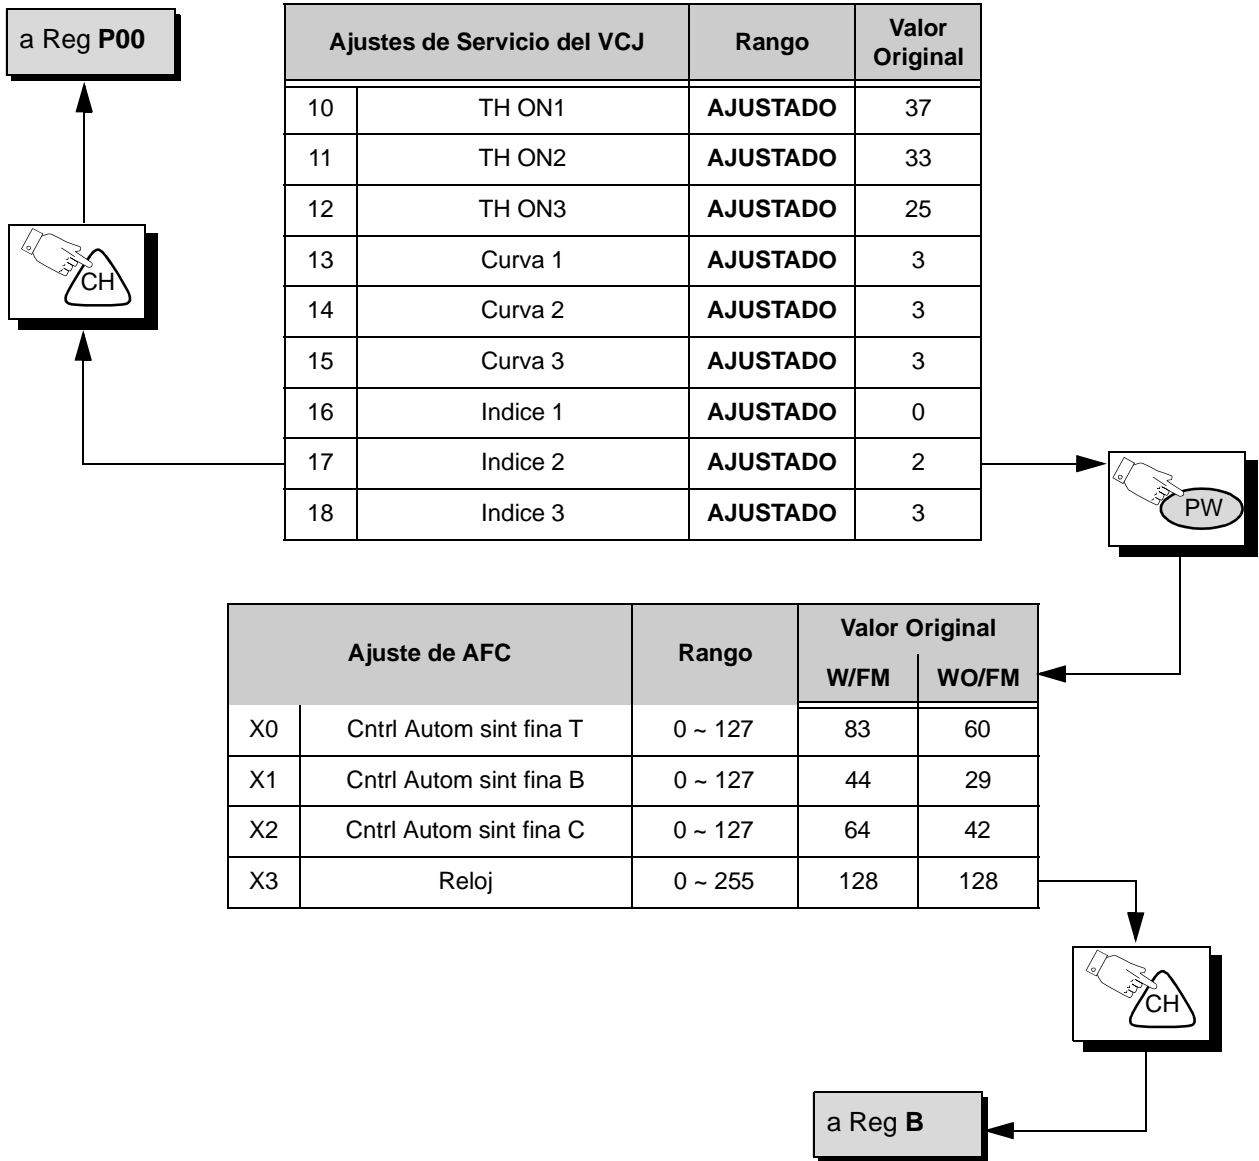 a Reg P00
Ajustes de Servicio del VCJ Rango Valor Original
10 TH ON1 AJUSTADO 37
11 TH ON2 AJUSTADO 33
12 TH ON3 AJUSTADO 25
13 Curva 1 AJUSTADO 3
14 Curva 2 AJUSTADO 3
15 Curva 3 AJUSTADO 3
16 Indice 1 AJUSTADO 0
17 Indice 2 AJUSTADO 2
18 Indice 3 AJUSTADO 3
CH
PW
Ajuste de AFC Rango Valor Original
W/FM WO/FM
X0 Cntrl Autom sint fina T 0 ~ 127 83 60
X1 Cntrl Autom sint fina B 0 ~ 127 44 29
X2 Cntrl Autom sint fina C 0 ~ 127 64 42
X3 Reloj 0 ~ 255 128 128
CH
a Reg B